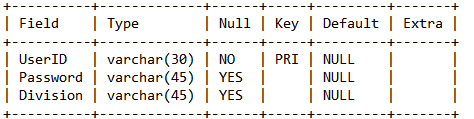 +----------+-------------+------+-----+---------+-------+
| Field    | Type        | Null | Key | Default | Extra |
+----------+-------------+------+-----+---------+-------+
| UserID   | varchar(30) | NO   | PRI | NULL    |       |
| Password | varchar(45) | YES  |     | NULL    |       |
| Division | varchar(45) | YES  |     | NULL    |       |
+----------+-------------+------+-----+---------+-------+